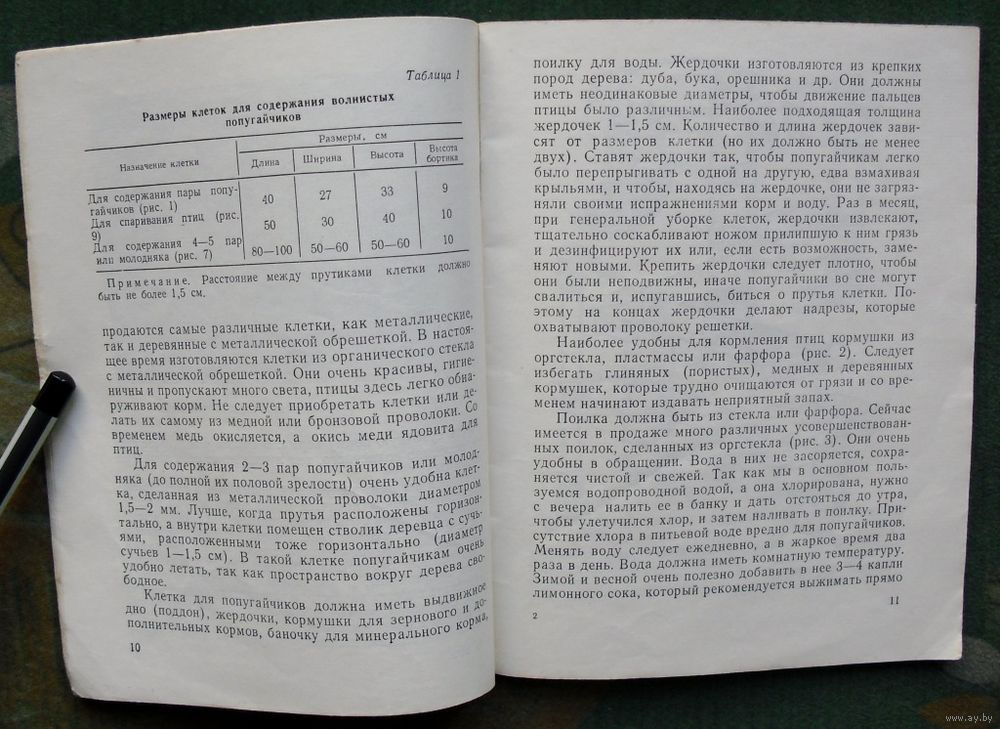 Таблица 1
Размеры клеток для содержания волнистых
попугайчиков
Назначение клетки
Размеры, см
Длина Ширина Высота Высота бортика
Для содержания пары попу-
гайчиков (рис. 1) 40 27 33 9
Для спаривания птиц (рис.
9) 50 30 40 10
Для содержания 4—5 пар
или молодняка (рис. 7) 80—100 50—60 50—60 10
Примечание. Расстояние между прутиками клетки должно
быть не более 1,5 см.
продаются самые различные клетки, как металлические,
так и деревянные с металлической обрешеткой. В настоя-
щее время изготовляются клетки из органического стекла
с металлической обрешеткой. Они очень красивы, гигие-
ничны и пропускают много света, птицы здесь легко обна-
руживают корм. Не следует приобретать клетки или де-
лать их самому из медной или бронзовой проволоки. Со
временем медь окисляется, а окись меди ядовита для
птиц.
Для содержания 2—3 пар попугайчиков или молод-
няка (до полной их половой зрелости) очень удобна клет-
ка, сделанная из металлической проволоки диаметром
1,5—2 мм. Лучше, когда прутья расположены горизон-
тально, а внутри клетки помещен стволик деревца с сучь-
ями, расположенными тоже горизонтально (диаметр
сучьев 1—1,5 см). В такой клетке попугайчикам очень
удобно летать, так как пространство вокруг дерева сво-
бодное.
Клетка для попугайчиков должна иметь выдвижное
дно (поддон), жердочки, кормушки для зернового и до-
полнительных кормов, баночку для минерального корма,
10
поилку для воды. Жердочки изготовляются из крепких
пород дерева: дуба, бука, орешника и др. Они должны
иметь неодинаковые диаметры, чтобы движение пальцев
птицы было различным. Наиболее подходящая толщина
жердочек 1—1,5 см. Количество и длина жердочек зави-
сят от размеров клетки (но их должно быть не менее
двух). Ставят жердочки так, чтобы попугайчикам легко
было перепрыгивать с одной на другую, едва взмахивая
крыльями, и чтобы, находясь на жердочке, они не загряз-
няли своими испражнениями корм и воду. Раз в месяц,
при генеральной уборке клеток, жердочки извлекают,
тщательно соскабливают ножом прилипшую к ним грязь
и дезинфицируют их или, если есть возможность, заме-
няют новыми. Крепить жердочки следует плотно, чтобы
они были неподвижны, иначе попугайчики во сне могут
свалиться и, испугавшись, биться о прутья клетки. По-
этому на концах жердочки делают надрезы, которые
охватывают проволоку решетки.
Наиболее удобны для кормления птиц кормушки из
оргстекла, пластмассы или фарфора (рис. 2). Следует
избегать глиняных (пористых), медных и деревянных
кормушек, которые трудно очищаются от грязи и со вре-
менем начинают издавать неприятный запах.
Поилка должна быть из стекла или фарфора. Сейчас
имеется в продаже много различных усовершенствован-
ных поилок, сделанных из оргстекла (рис. 3). Они очень
удобны в обращении. Вода в них не засоряется, сохра-
няется чистой и свежей. Так как мы в основном поль-
зуемся водопроводной водой, а она хлорирована, нужно
с вечера налить ее в банку и дать отстояться до утра,
чтобы улетучился хлор, и затем наливать в поилку. При-
сутствие хлора в питьевой воде вредно для попугайчиков.
Менять воду следует ежедневно, а в жаркое время два
раза в день. Вода должна иметь комнатную температуру.
Зимой и весной очень полезно добавить в нее 3—4 капли
лимонного сока, который рекомендуется выжимать прямо
2
11
www.ay.by